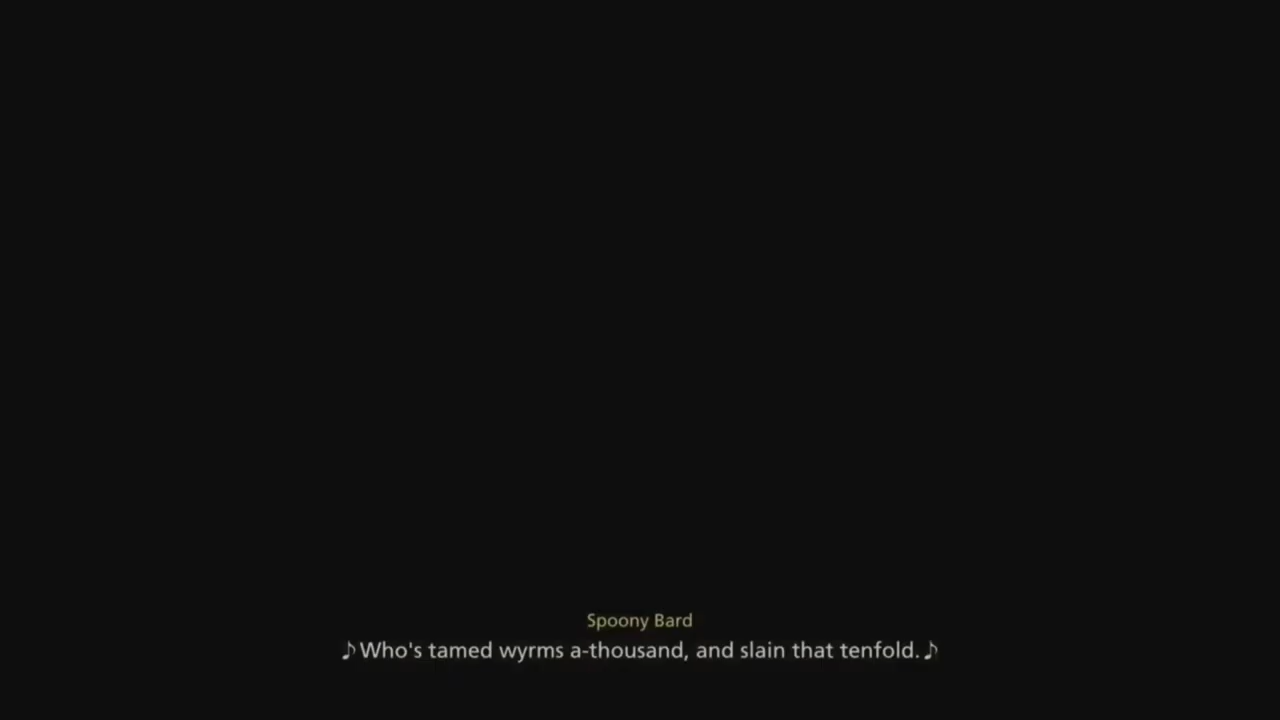 Spoony Bard
♪Who's tamed wyrms a-thousand, and slain that tenfold.♪